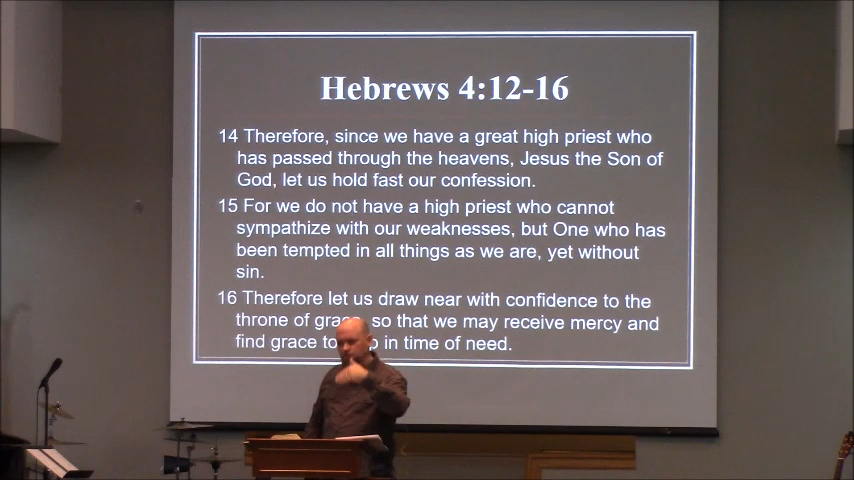 Hebrews 4:12-16
14 Therefore, since we have a great high priest who
has passed through the heavens, Jesus the Son of
God, let us hold fast our confession.
15 For we do not have a high priest who cannot
sympathize with our weaknesses, but One who has
been tempted in all things as we are, yet without
sin.
16 Therefore let us draw near with confidence to the
throne of so that we may receive mercy and
find grace to in time of need.